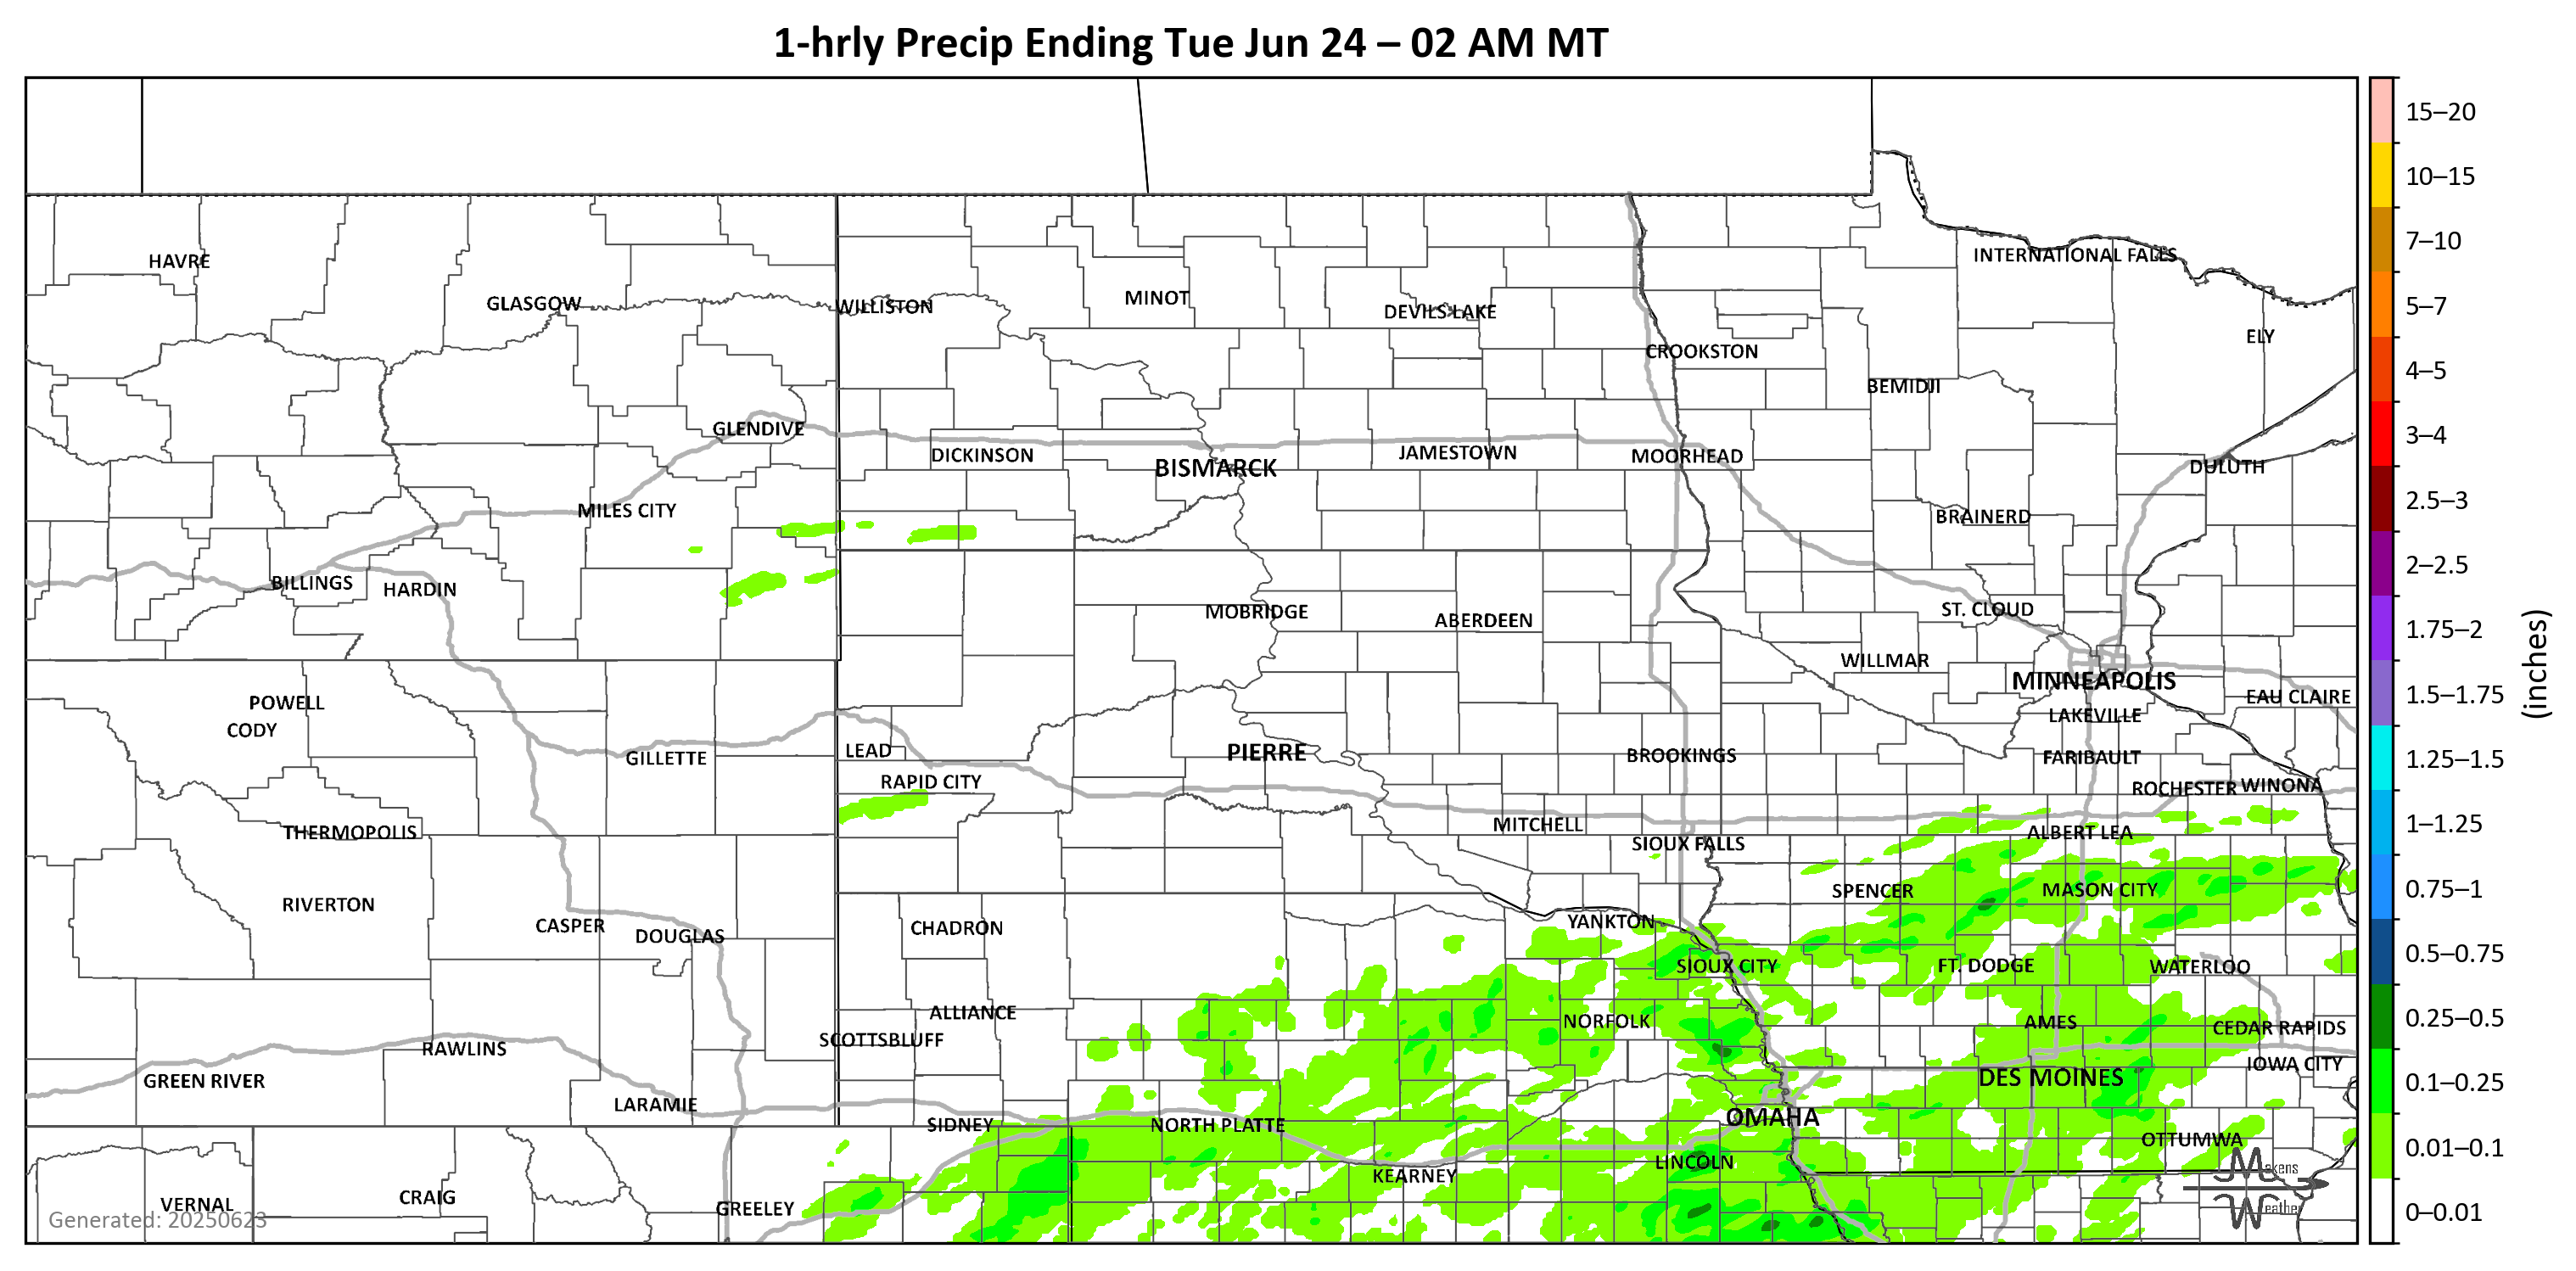 1-hrly Precip Ending Tue Jun 24 – 02 AM MT
15–20
10–15
7–10
5–7
4–5
3–4
2.5–3
2–2.5
1.75–2
1.5–1.75
1.25–1.5
1–1.25
0.75–1
0.5–0.75
0.25–0.5
0.1–0.25
0.01–0.1
0–0.01
(inches)
HAVRE
INTERNATIONAL FALLS
GLASGOW
WILLISTON
MINOT
DEVILS LAKE
ELY
CROOKSTON
BEMIDJI
GLENDIVE
DICKINSON
BISMARCK
JAMESTOWN
MOORHEAD
DULUTH
MILES CITY
BRAINERD
BILLINGS
HARDIN
MOBRIDGE
ABERDEEN
ST. CLOUD
WILLMAR
MINNEAPOLIS
EAU CLAIRE
POWELL
CODY
LAKEVILLE
GILLETTE
LEAD
PIERRE
BROOKINGS
FARIBAULT
RAPID CITY
ROCHESTER
WINONA
THERMOPOLIS
MITCHELL
ALBERT LEA
SIOUX FALLS
RIVERTON
SPENCER
MASON CITY
CASPER
DOUGLAS
CHADRON
YANKTON
SIOUX CITY
FT. DODGE
WATERLOO
ALLIANCE
NORFOLK
AMES
CEDAR RAPIDS
SCOTTSBLUFF
RAWLINS
IOWA CITY
GREEN RIVER
DES MOINES
LARAMIE
SIDNEY
NORTH PLATTE
OMAHA
OTTUMWA
LINCOLN
KEARNEY
VERNAL
CRAIG
GREELEY
Generated: 20250623
Makens
Weather